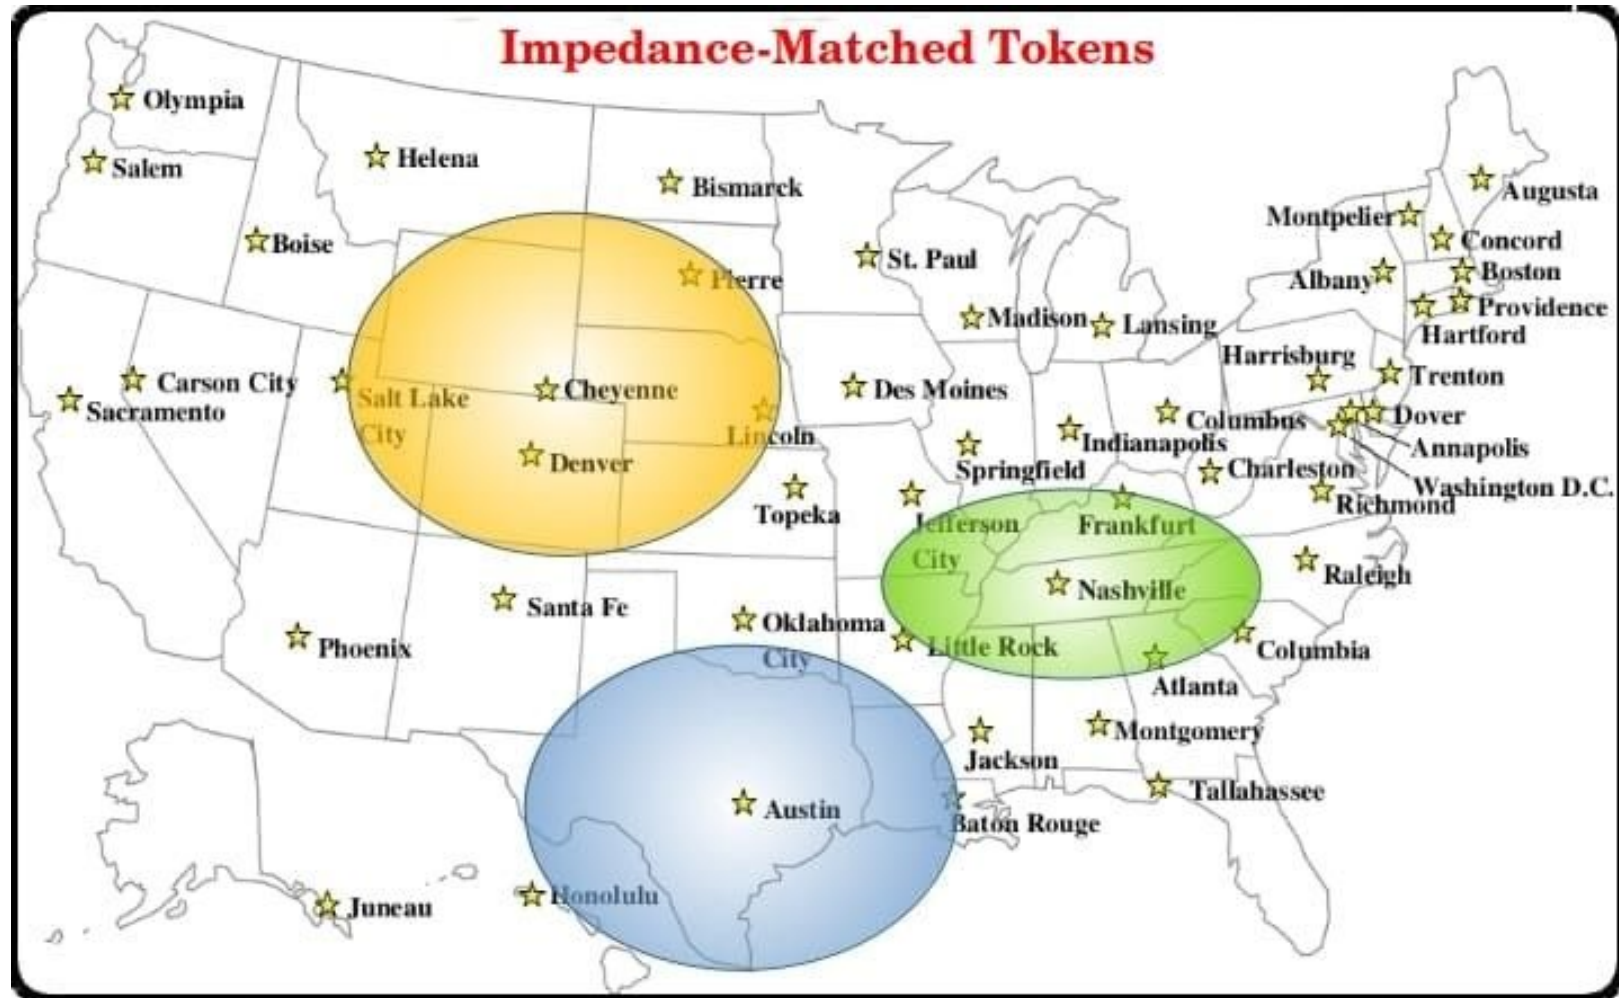 Impedance-Matched Tokens
Olympia
Salem
Helena
Bismarck
Boise
St. Paul
Pierre
Montpelier
Augusta
Concord
Albany
Boston
Providence
Hartford
Madison
Lansing
Harrisburg
Trenton
Carson City
Sacramento
Salt Lake
City
Cheyenne
Lincoln
Denver
Des Moines
Columbus
Dover
Indianapolis
Annapolis
Springfield
Charleston
Washington D.C.
Richmond
Topeka
Jefferson
City
Frankfurt
Nashville
Raleigh
Santa Fe
Oklahoma
City
Little Rock
Columbia
Phoenix
Atlanta
Jackson
Montgomery
Tallahassee
Austin
Baton Rouge
Honolulu
Juneau